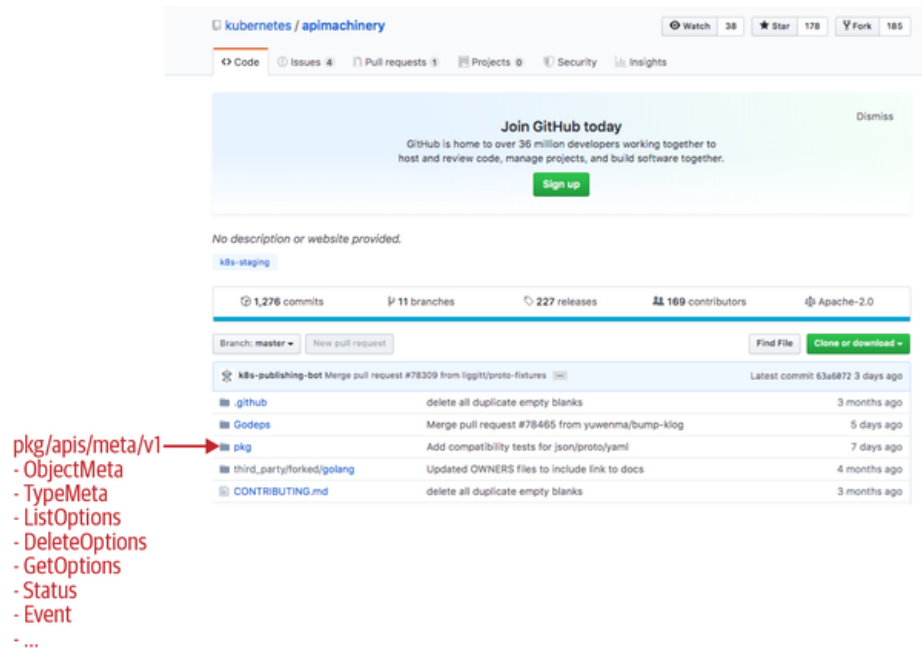 kubernetes / apimachinery
Watch 38 Star 178 Fork 185
Code Issues 4 Pull requests 1 Projects 0 Security Insights
Dismiss
Join GitHub today
GitHub is home to over 36 million developers working together to
host and review code, manage projects, and build software together.
Sign up
No description or website provided.
k8s-staging
1,276 commits 11 branches 227 releases 169 contributors Apache-2.0
Branch: master New pull request Find File Clone or download
k8s-publishing-bot Merge pull request #78309 from liggitt/proto-fixtures ... Latest commit 63a6072 3 days ago
.github delete all duplicate empty blanks 3 months ago
Godeps Merge pull request #78465 from yuwenma/bump-klog 5 days ago
pkg Add compatibility tests for json/proto/yaml 7 days ago
third_party/forked/golang Updated OWNERS files to include link to docs 4 months ago
CONTRIBUTING.md delete all duplicate empty blanks 3 months ago
pkg/apis/meta/v1
- ObjectMeta
- TypeMeta
- ListOptions
- DeleteOptions
- GetOptions
- Status
- Event
- ...